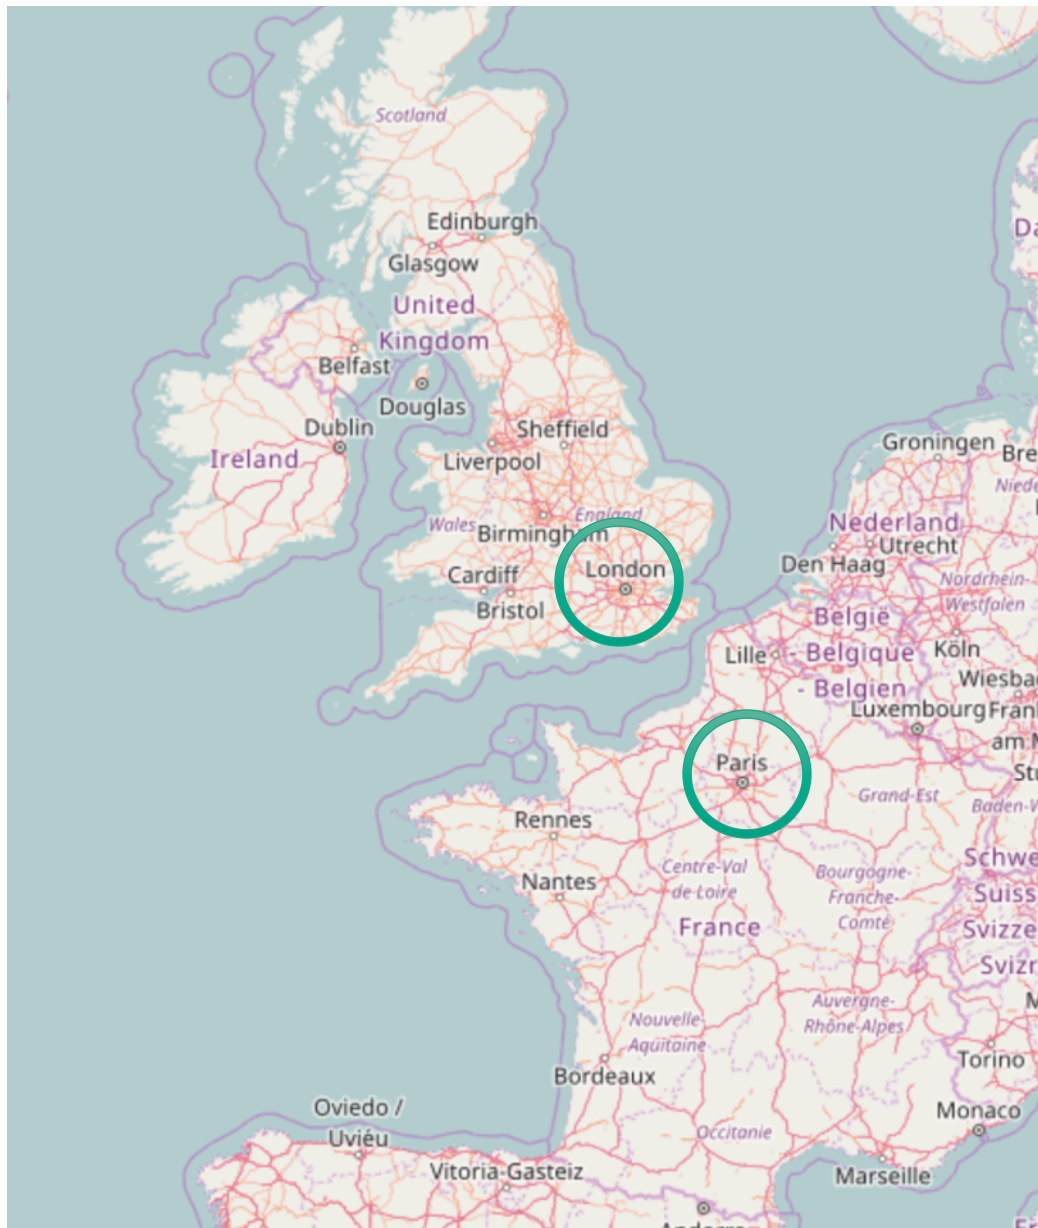 Scotland
Edinburgh
Glasgow
United
Kingdom
Belfast
Douglas
Dublin
Ireland
Sheffield
Liverpool
Wales
England
Birmingham
London
Cardiff
Bristol
Groningen
Nederland
Utrecht
Den Haag
Nordrhein-
Westfalen
België
- Belgique
- Belgien
Lille
Köln
Luxembourg
am
Paris
Grand-Est
Rennes
Nantes
Centre-Val
de-Loire
Bourgogne-
Franche-
Comté
France
Nouvelle-
Aquitaine
Auvergne-
Rhône-Alpes
Bordeaux
Torino
Monaco
Occitanie
Marseille
Oviedo /
Uviéu
Vitoria-Gasteiz